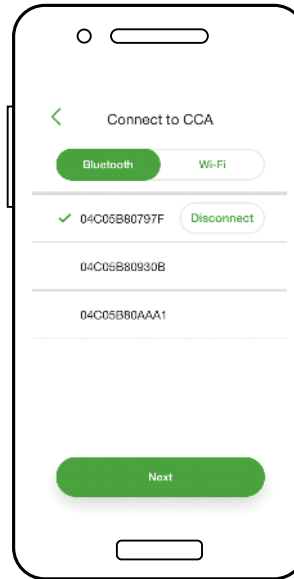 Connect to CCA
Bluetooth Wi-Fi
04C05B80797F Disconnect
04C05B80930B
04C05B80AAA1
Next